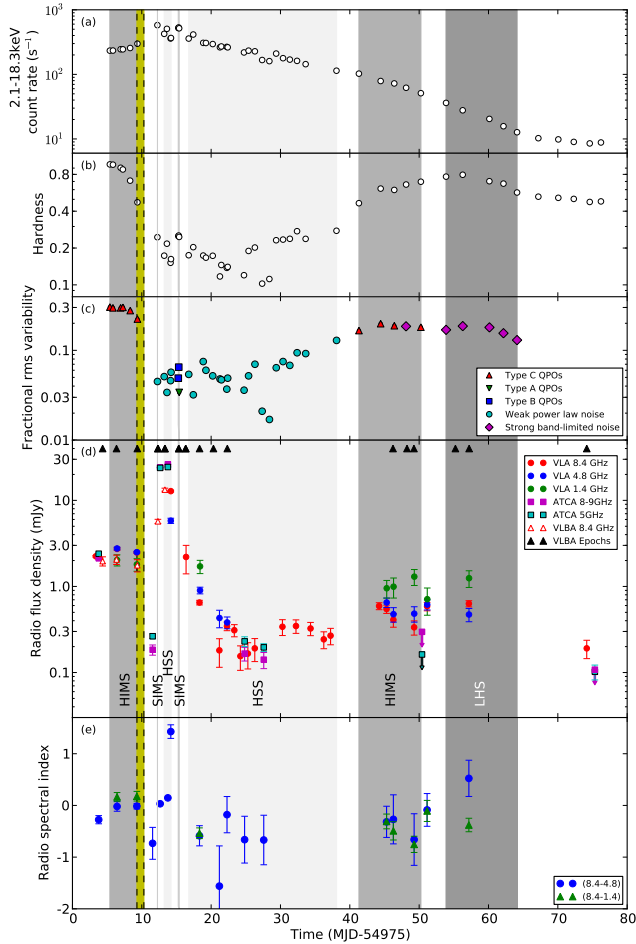 (a)
10³
10²
10¹
2.1-18.3keV
count rate (s⁻¹)
(b)
0.8
0.4
0.2
0.1
Hardness
(c)
0.3
0.1
0.03
0.01
Fractional rms variability
Type C QPOs
Type A QPOs
Type B QPOs
Weak power law noise
Strong band-limited noise
(d)
30
10
3.0
1.0
0.3
0.1
Radio flux density (mJy)
VLA 8.4 GHz
VLA 4.8 GHz
VLA 1.4 GHz
ATCA 8-9GHz
ATCA 5GHz
VLBA 8.4 GHz
VLBA Epochs
HIMS
SIMS
HSS
SIMS
HSS
HIMS
LHS
(e)
1
0
-1
-2
Radio spectral index
(8.4-4.8)
(8.4-1.4)
0
10
20
30
40
50
60
70
80
Time (MJD-54975)